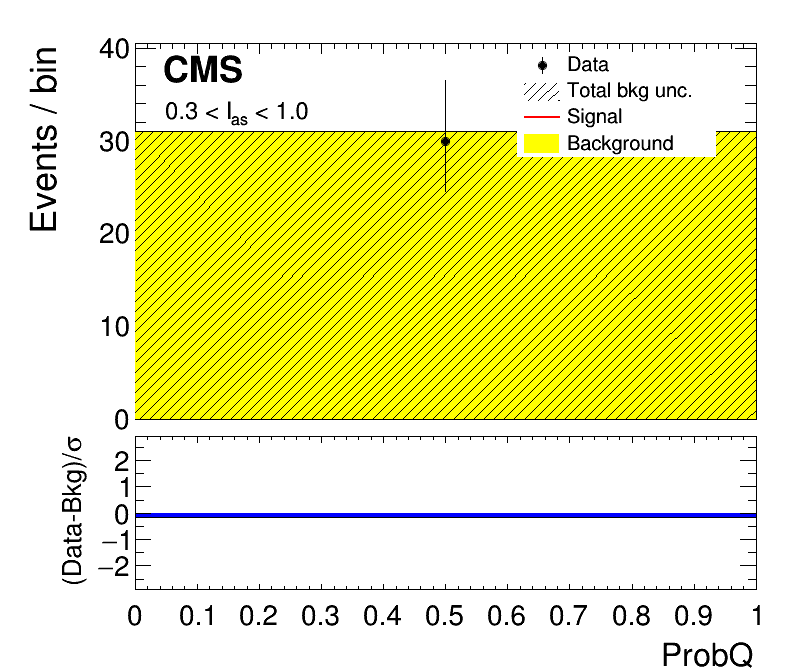 CMS
0.3 < Ias < 1.0
Data
Total bkg unc.
Signal
Background
Events / bin
40
30
20
10
0
(Data-Bkg)/σ
2
1
0
−1
−2
0 0.1 0.2 0.3 0.4 0.5 0.6 0.7 0.8 0.9 1
ProbQ